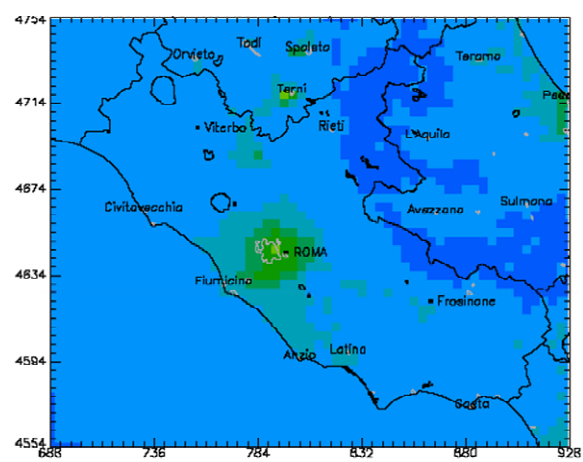 4754
Todi
Orvieto
Spoleto
Teramo
Terni
4714
Viterbo
Rieti
L'Aquila
4674
Civitavecchia
Avezzano
Sulmona
ROMA
4634
Fiumicino
Frosinone
4594
Anzio
Latina
Gaeta
4554
688
736
784
832
880
928